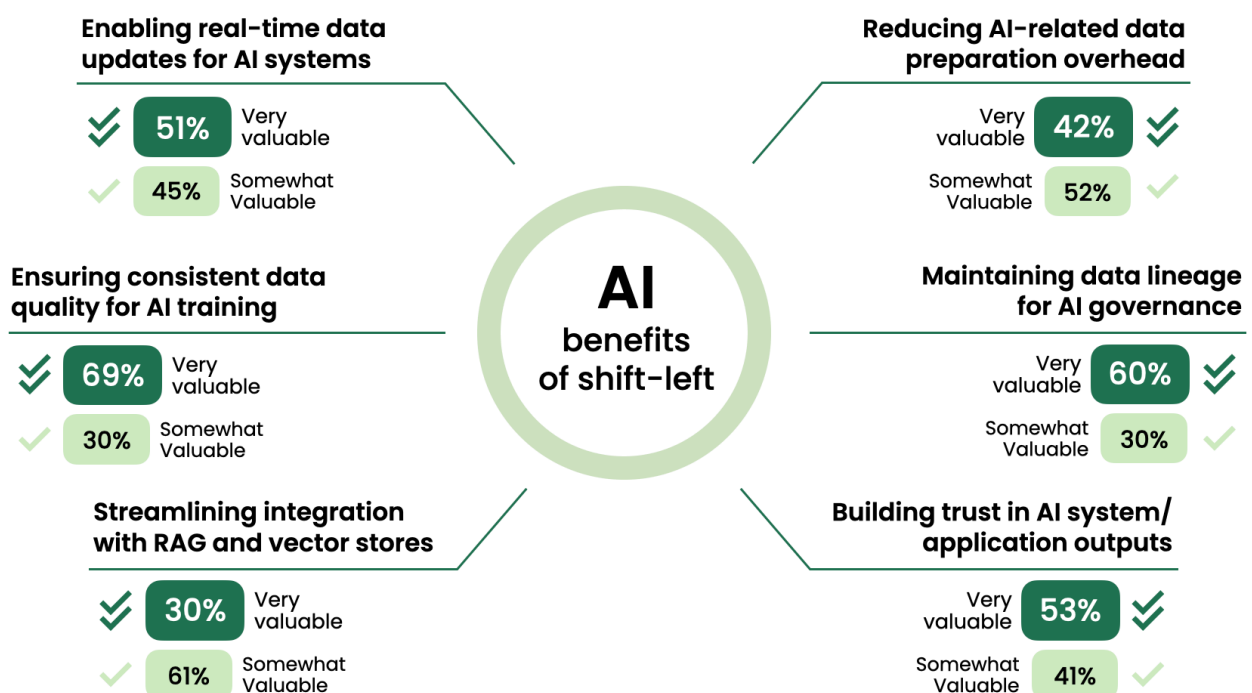 Enabling real-time data
updates for AI systems
51%
Very
valuable
45%
Somewhat
Valuable
Reducing AI-related data
preparation overhead
Very
valuable
42%
Somewhat
Valuable
52%
Ensuring consistent data
quality for AI training
69%
Very
valuable
30%
Somewhat
Valuable
AI
benefits
of shift-left
Maintaining data lineage
for AI governance
Very
valuable
60%
Somewhat
Valuable
30%
Streamlining integration
with RAG and vector stores
30%
Very
valuable
61%
Somewhat
Valuable
Building trust in AI system/
application outputs
Very
valuable
53%
Somewhat
Valuable
41%